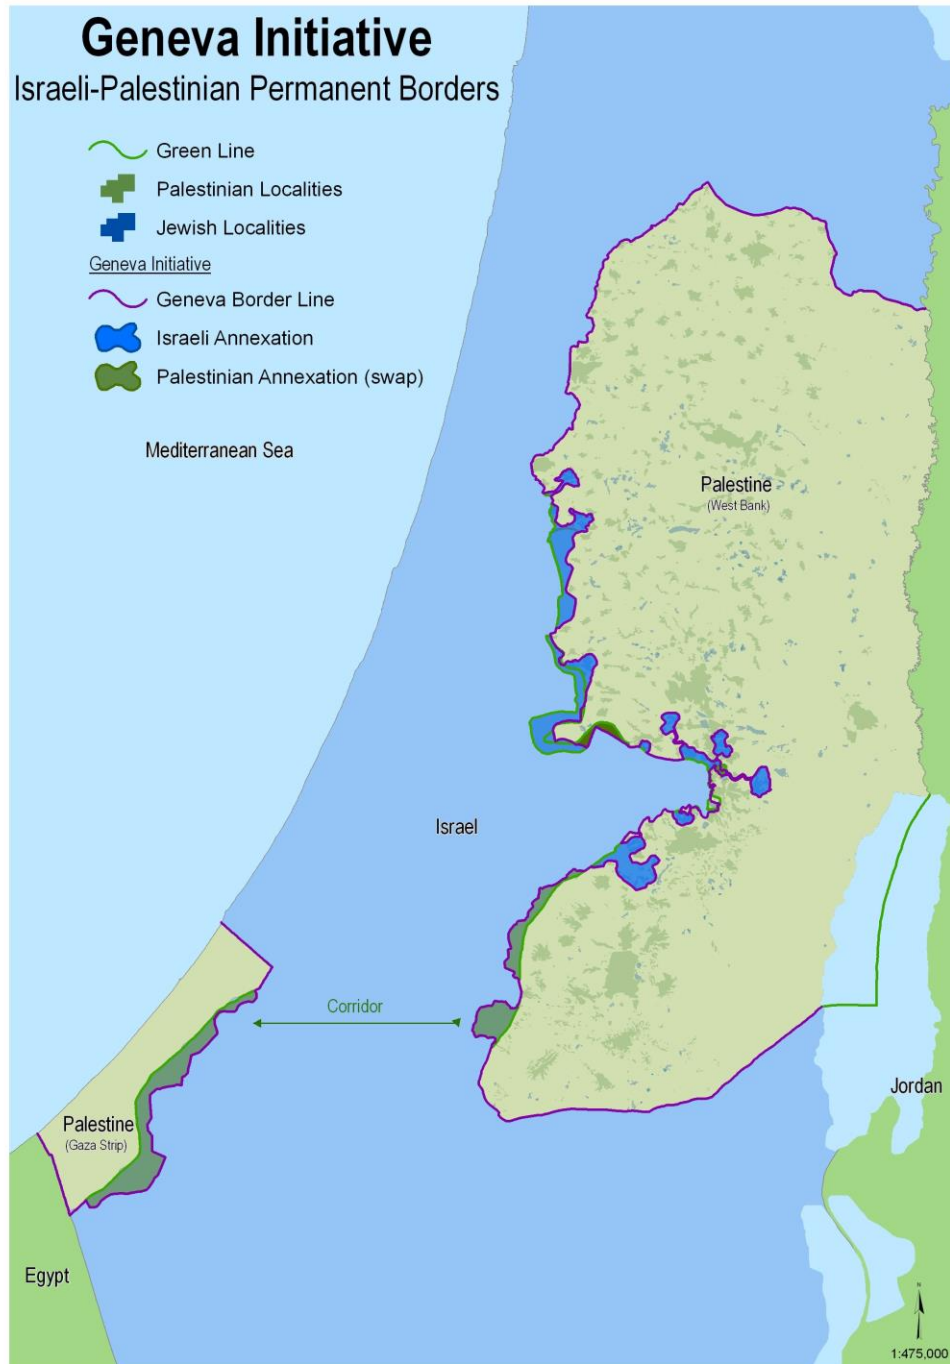 Geneva Initiative
Israeli-Palestinian Permanent Borders
Green Line
Palestinian Localities
Jewish Localities
Geneva Initiative
Geneva Border Line
Israeli Annexation
Palestinian Annexation (swap)
Mediterranean Sea
Palestine
(West Bank)
Israel
Corridor
Jordan
Palestine
(Gaza Strip)
Egypt
N
1:475,000